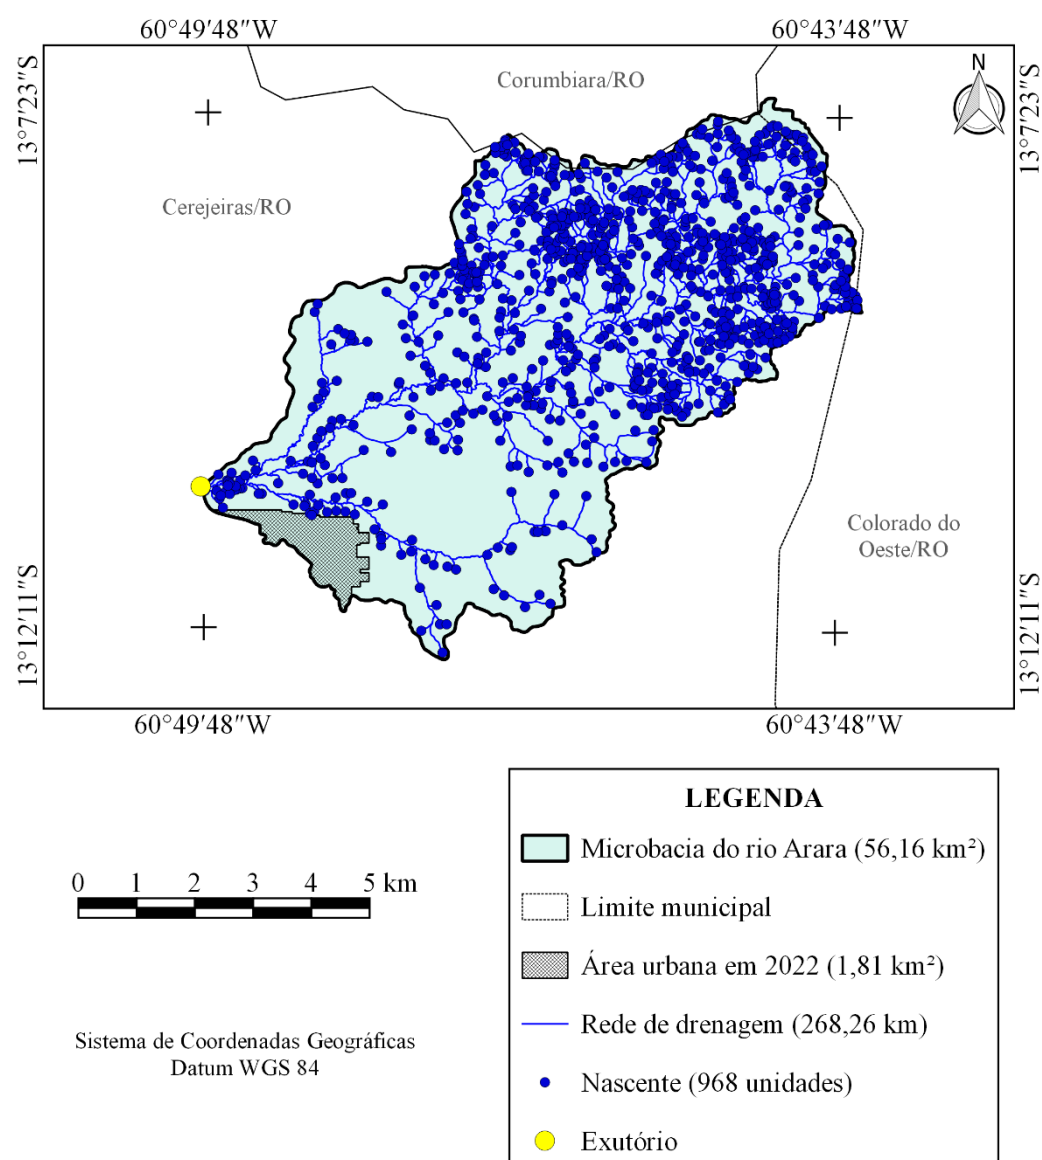 60°49'48"W
60°43'48"W
13°7'23"S
13°7'23"S
N
Corumbiara/RO
Cerejeiras/RO
Colorado do
Oeste/RO
13°12'11"S
13°12'11"S
60°49'48"W
60°43'48"W
LEGENDA
Microbacia do rio Arara (56,16 km²)
0 1 2 3 4 5 km
Limite municipal
Área urbana em 2022 (1,81 km²)
Rede de drenagem (268,26 km)
Sistema de Coordenadas Geográficas
Datum WGS 84
Nascente (968 unidades)
Exutório